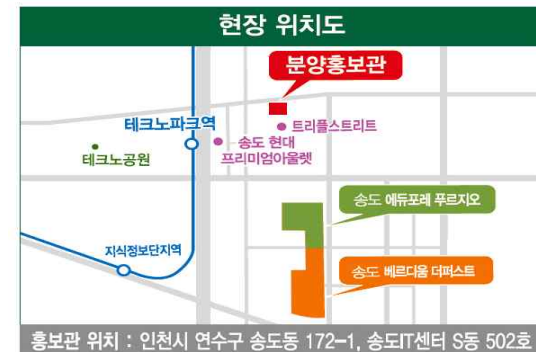 현장 위치도
분양홍보관
테크노파크역
트리플스트리트
송도 현대
프리미엄아울렛
테크노공원
송도 에듀포레 푸르지오
지식정보단지역
송도 베르디움 더퍼스트
홍보관 위치 : 인천시 연수구 송도동 172-1, 송도IT센터 S동 502호